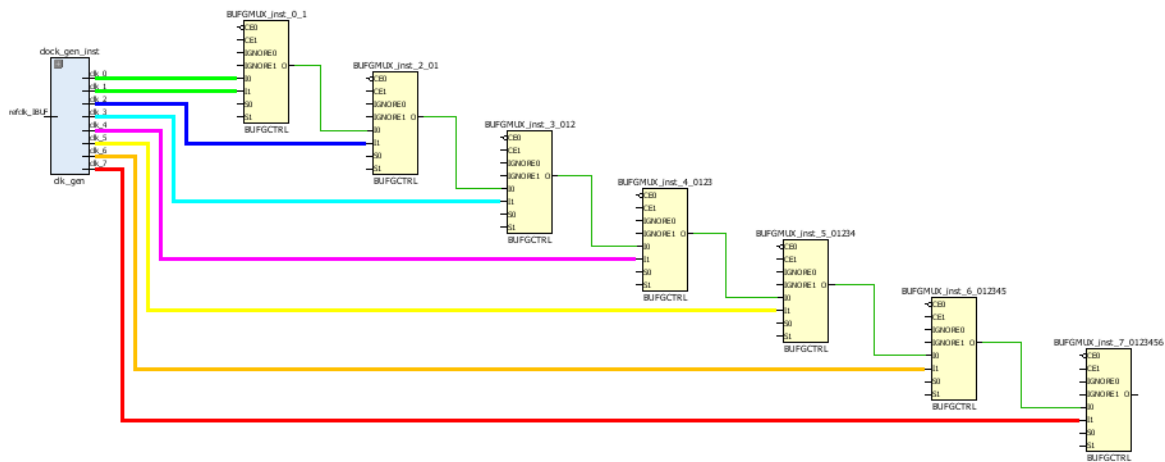 BUFGMUX_inst_0_1
CE0
CE1
IGNORE0
IGNORE1 O
I0
I1
S0
S1
BUFGCTRL
clock_gen_inst
clk_0
clk_1
clk_2
clk_3
clk_4
clk_5
clk_6
clk_7
refclk_IBUF
clk_gen
BUFGMUX_inst_2_01
CE0
CE1
IGNORE0
IGNORE1 O
I0
I1
S0
S1
BUFGCTRL
BUFGMUX_inst_3_012
CE0
CE1
IGNORE0
IGNORE1 O
I0
I1
S0
S1
BUFGCTRL
BUFGMUX_inst_4_0123
CE0
CE1
IGNORE0
IGNORE1 O
I0
I1
S0
S1
BUFGCTRL
BUFGMUX_inst_5_01234
CE0
CE1
IGNORE0
IGNORE1 O
I0
I1
S0
S1
BUFGCTRL
BUFGMUX_inst_6_012345
CE0
CE1
IGNORE0
IGNORE1 O
I0
I1
S0
S1
BUFGCTRL
BUFGMUX_inst_7_0123456
CE0
CE1
IGNORE0
IGNORE1 O
I0
I1
S0
S1
BUFGCTRL